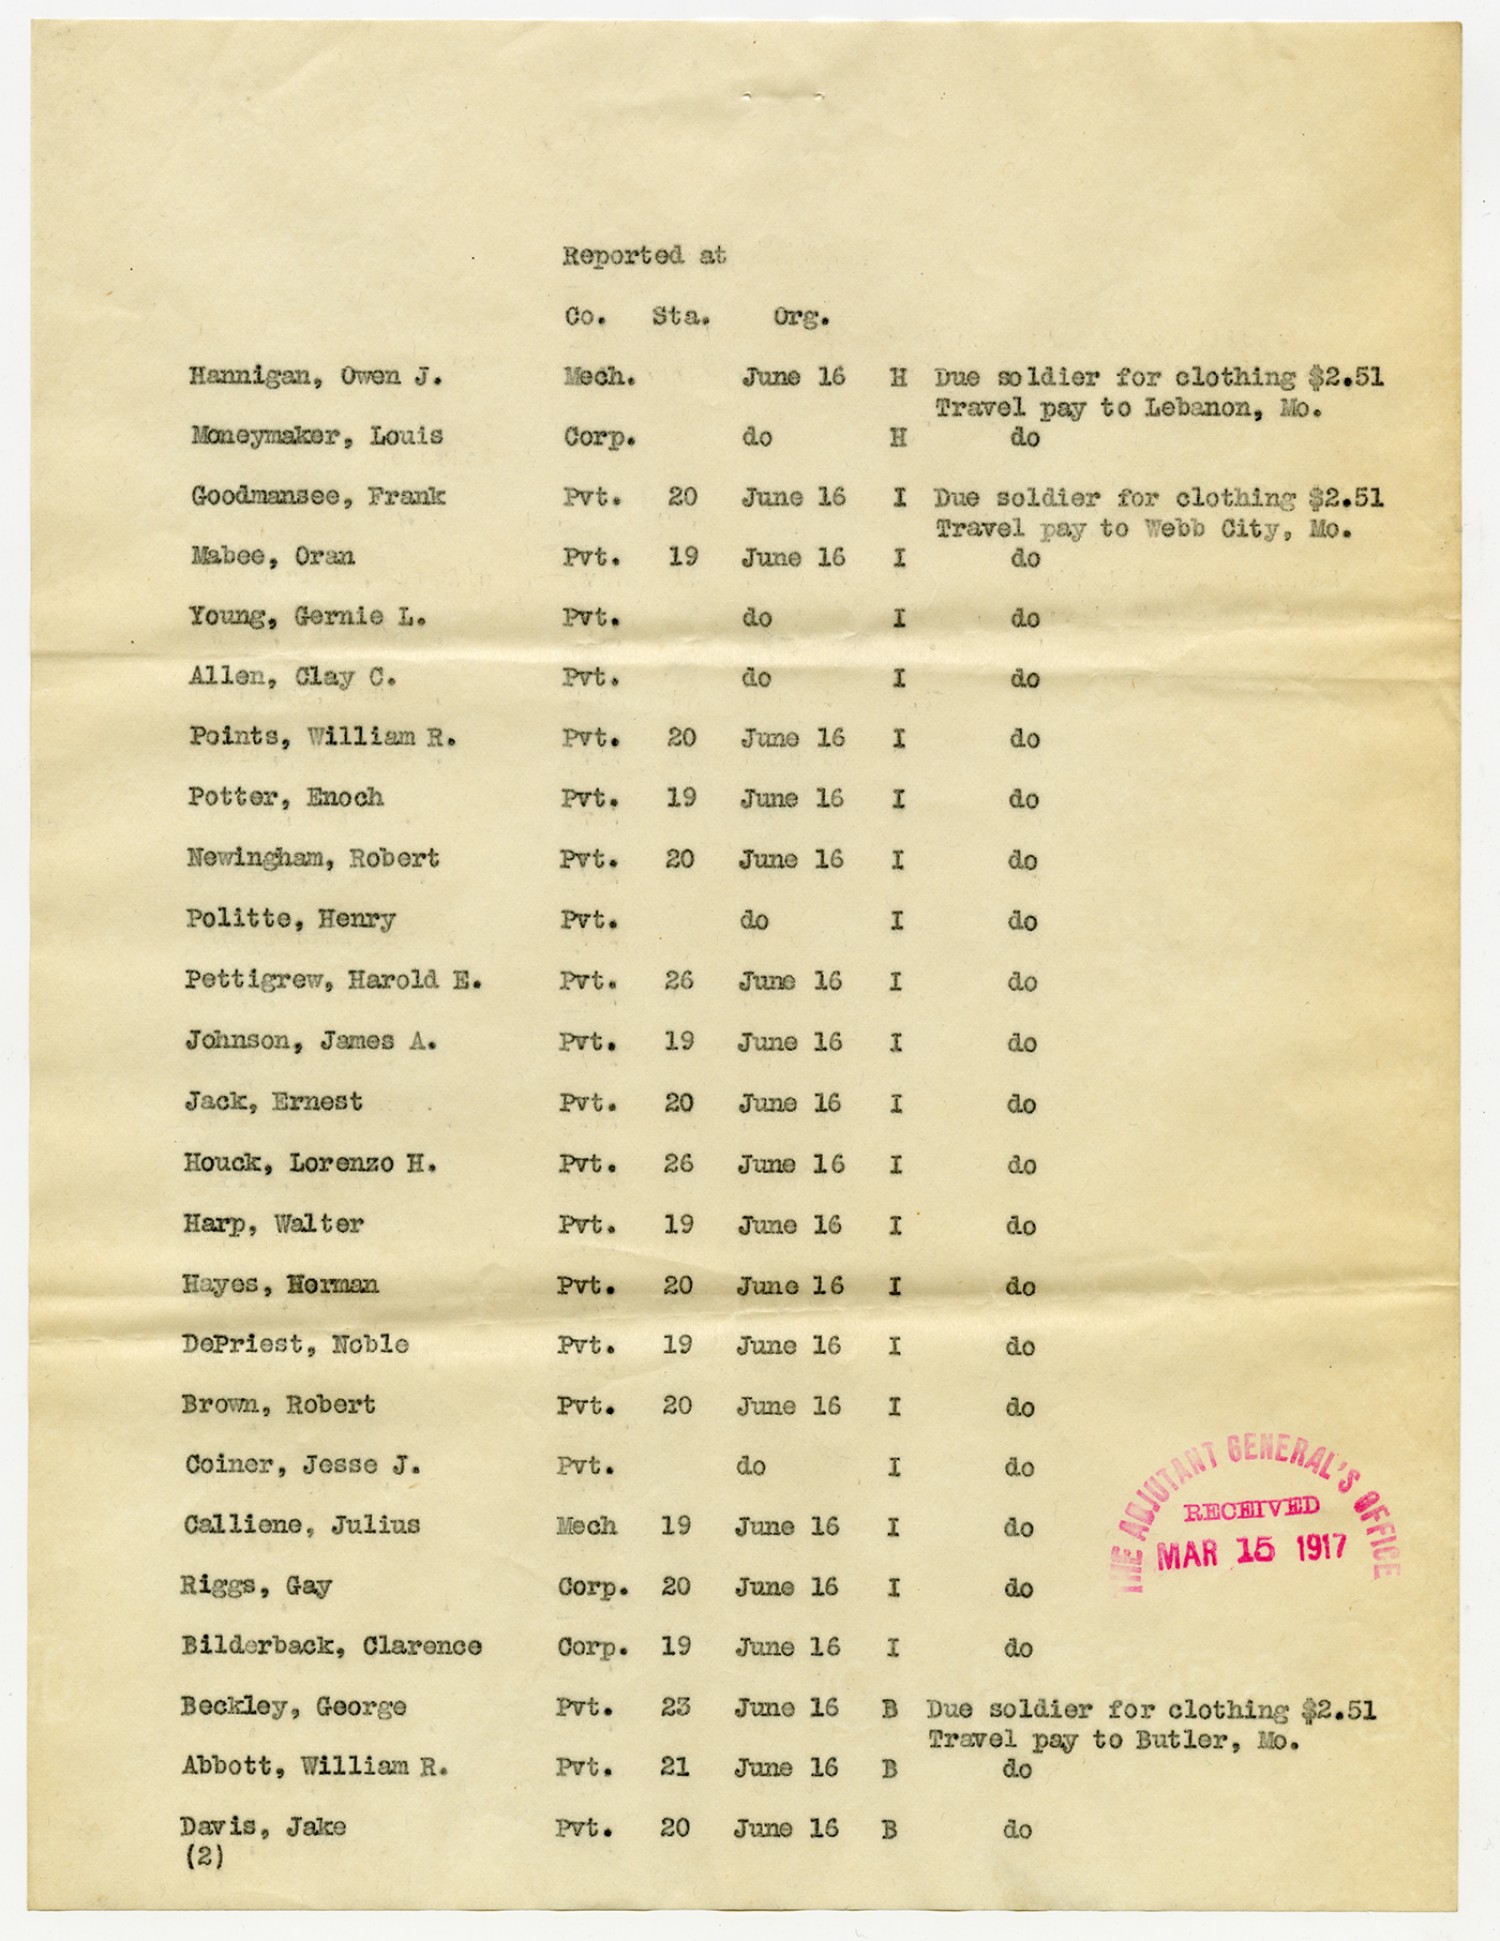 Reported at
Co. Sta. Org.
Hannigan, Owen J. Mech. June 16 H Due soldier for clothing $2.51
Travel pay to Lebanon, Mo.
Moneymaker, Louis Corp. do H do
Goodmansee, Frank Pvt. 20 June 16 I Due soldier for clothing $2.51
Travel pay to Webb City, Mo.
Mabee, Oran Pvt. 19 June 16 I do
Young, Gernie L. Pvt. do I do
Allen, Clay C. Pvt. do I do
Points, William R. Pvt. 20 June 16 I do
Potter, Enoch Pvt. 19 June 16 I do
Newingham, Robert Pvt. 20 June 16 I do
Politte, Henry Pvt. do I do
Pettigrew, Harold E. Pvt. 26 June 16 I do
Johnson, James A. Pvt. 19 June 16 I do
Jack, Ernest Pvt. 20 June 16 I do
Houck, Lorenzo H. Pvt. 26 June 16 I do
Harp, Walter Pvt. 19 June 16 I do
Hayes, Herman Pvt. 20 June 16 I do
DePriest, Noble Pvt. 19 June 16 I do
Brown, Robert Pvt. 20 June 16 I do
Coiner, Jesse J. Pvt. do I do
Calliene, Julius Mech 19 June 16 I do
Riggs, Gay Corp. 20 June 16 I do
Bilderback, Clarence Corp. 19 June 16 I do
Beckley, George Pvt. 23 June 16 B Due soldier for clothing $2.51
Travel pay to Butler, Mo.
Abbott, William R. Pvt. 21 June 16 B do
Davis, Jake Pvt. 20 June 16 B do
(2)
THE ADJUTANT GENERAL'S OFFICE
RECEIVED
MAR 15 1917